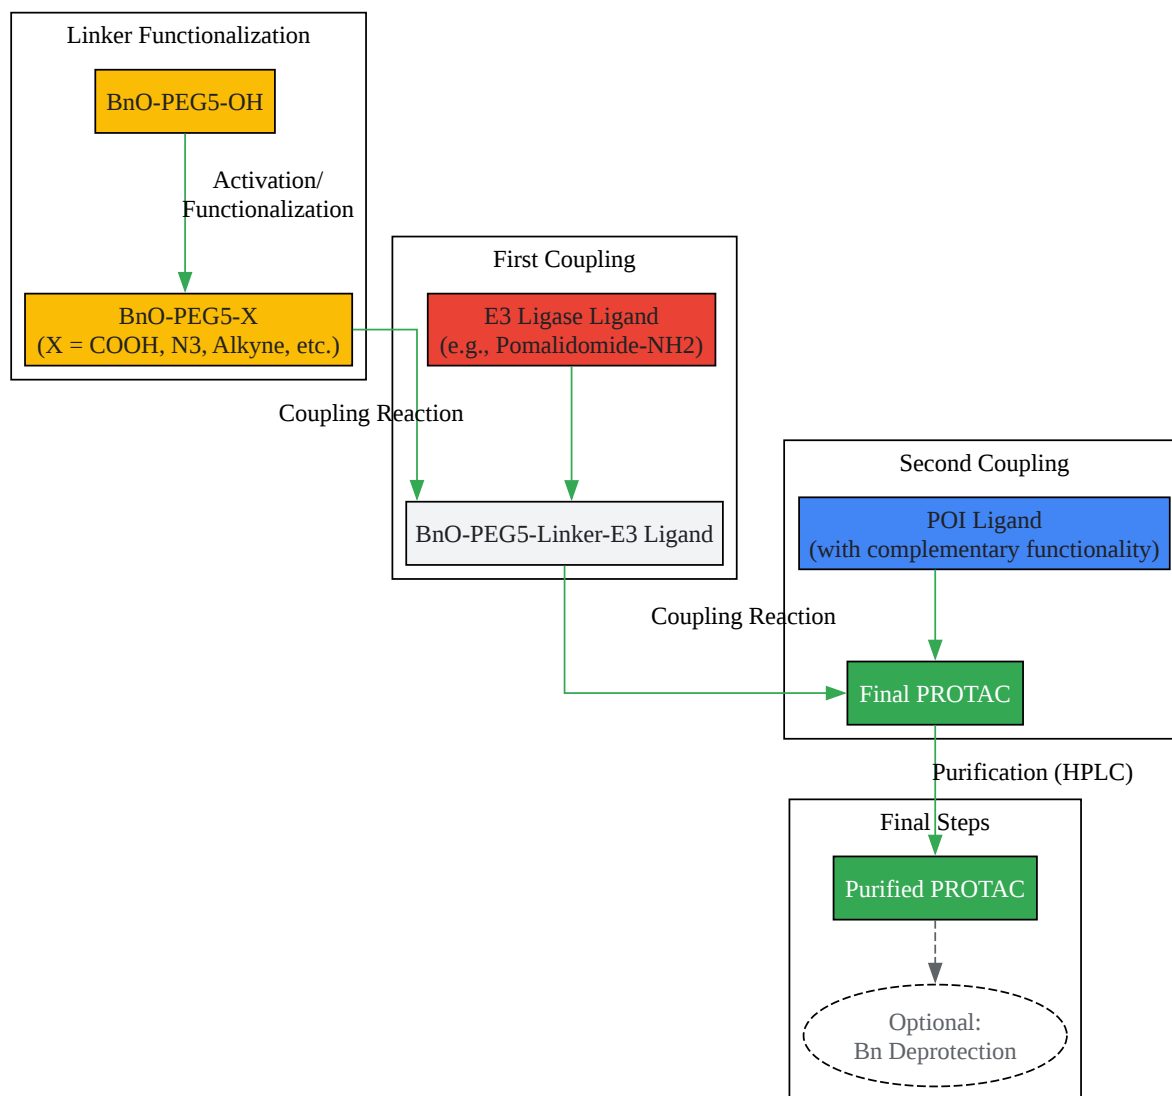 Linker Functionalization
BnO-PEG5-OH
Activation/
Functionalization
BnO-PEG5-X
(X = COOH, N3, Alkyne, etc.)
First Coupling
E3 Ligase Ligand
(e.g., Pomalidomide-NH2)
Coupling Reaction
BnO-PEG5-Linker-E3 Ligand
Second Coupling
POI Ligand
(with complementary functionality)
Coupling Reaction
Final PROTAC
Purification (HPLC)
Final Steps
Purified PROTAC
Optional:
Bn Deprotection